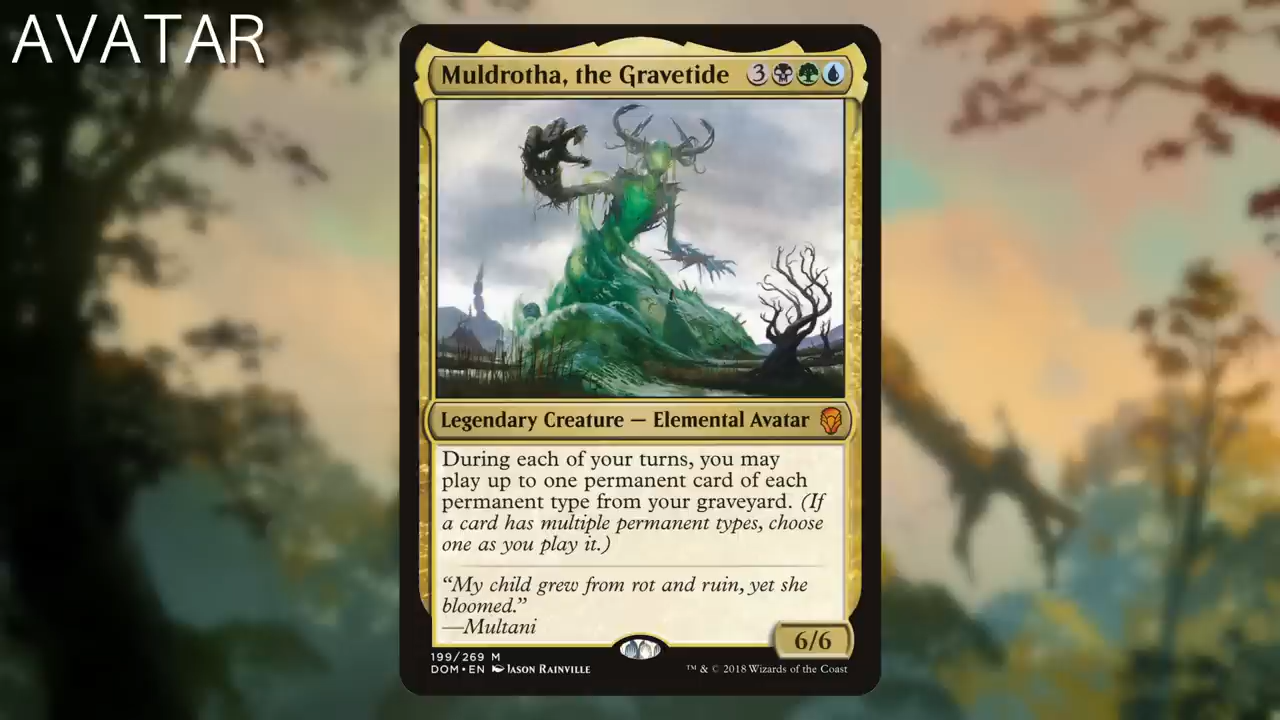 AVATAR
Muldrotha, the Gravetide 3
Legendary Creature — Elemental Avatar
During each of your turns, you may
play up to one permanent card of each
permanent type from your graveyard. (If
a card has multiple permanent types, choose
one as you play it.)
“My child grew from rot and ruin, yet she
bloomed.”
—Multani
6/6
199/269 M
DOM • EN Jason Rainville
™ & © 2018 Wizards of the Coast